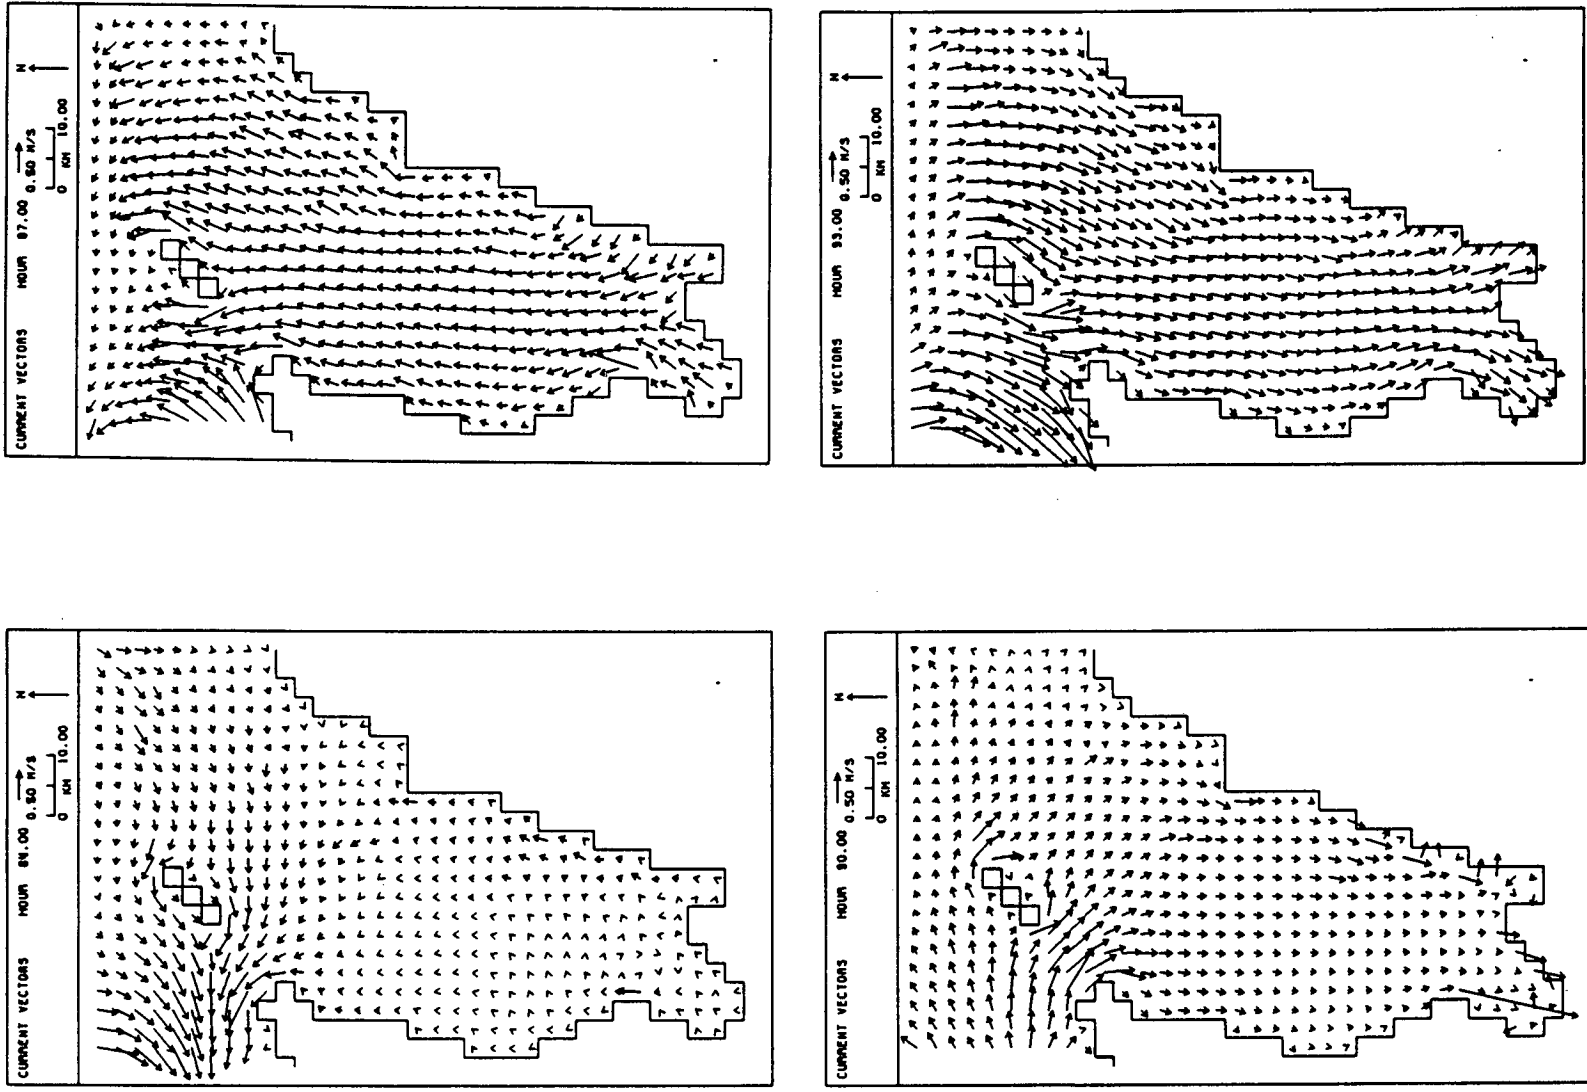 CURRENT VECTORS HOUR 84.00 0.50 M/S N
0 KM 10.00
CURRENT VECTORS HOUR 87.00 0.50 M/S N
0 KM 10.00
CURRENT VECTORS HOUR 90.00 0.50 M/S N
0 KM 10.00
CURRENT VECTORS HOUR 93.00 0.50 M/S N
0 KM 10.00